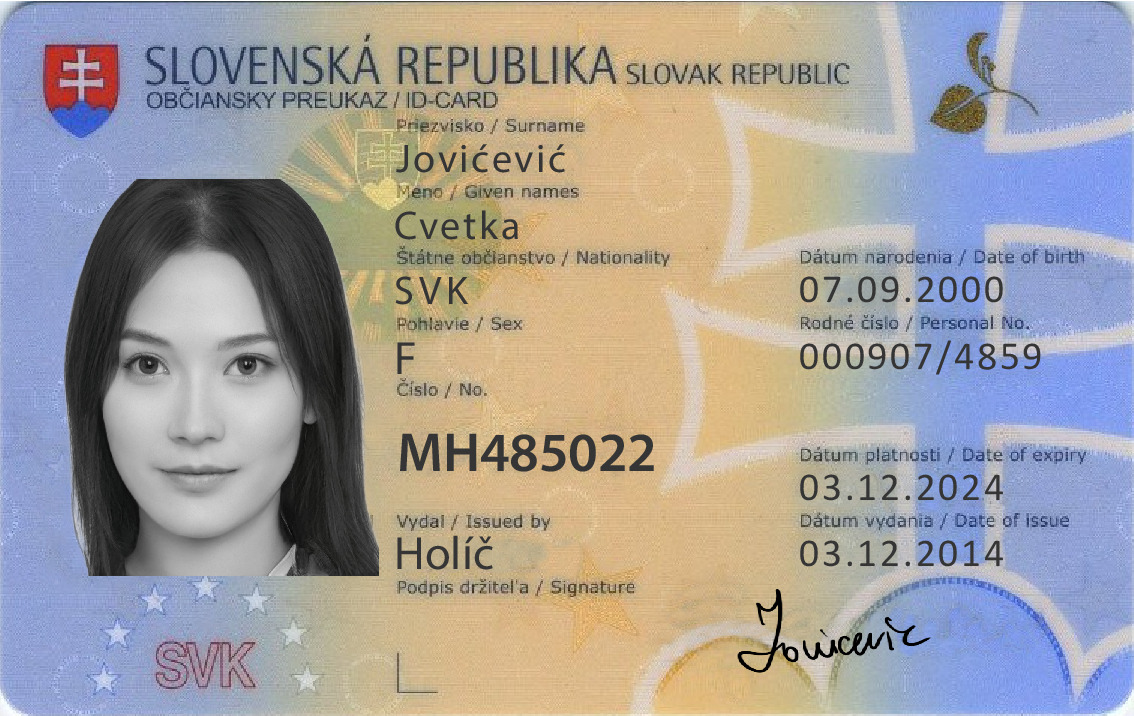 SLOVENSKÁ REPUBLIKA SLOVAK REPUBLIC
OBČIANSKY PREUKAZ / ID-CARD
Priezvisko / Surname
Jovićević
Meno / Given names
Cvetka
Štátne občianstvo / Nationality
SVK
Dátum narodenia / Date of birth
07.09.2000
Pohlavie / Sex
F
Rodné číslo / Personal No.
000907/4859
Číslo / No.
MH485022
Dátum platnosti / Date of expiry
03.12.2024
Vydal / Issued by
Holíč
Dátum vydania / Date of issue
03.12.2014
Podpis držiteľa / Signature
Jovicevic
SVK